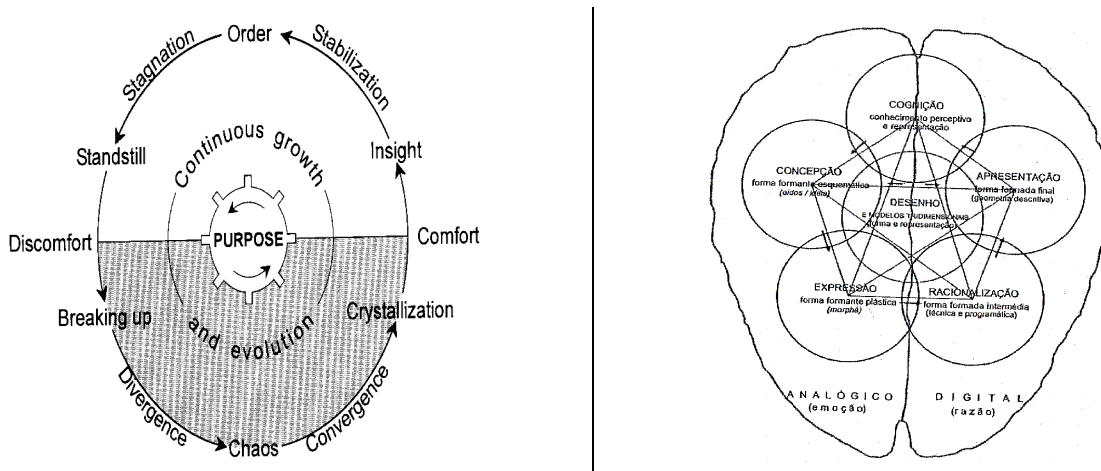 Order
Stagnation
Stabilization
Standstill
Insight
Continuous growth
PURPOSE
Discomfort
Comfort
Breaking up
Crystallization
and evolution
Divergence
Convergence
Chaos
COGNIÇÃO
conhecimento perceptivo
e representação
CONCEPÇÃO
forma formante esquemática
(eidos / ideia)
APRESENTAÇÃO
forma formada final
(geometria descritiva)
DESENHO
E MODELOS TRIDIMENSIONAIS
(forma e representação)
EXPRESSÃO
forma formante plástica
(morphá)
RACIONALIZAÇÃO
forma formada intermédia
(técnica e programática)
ANALÓGICO
(emoção)
DIGITAL
(razão)